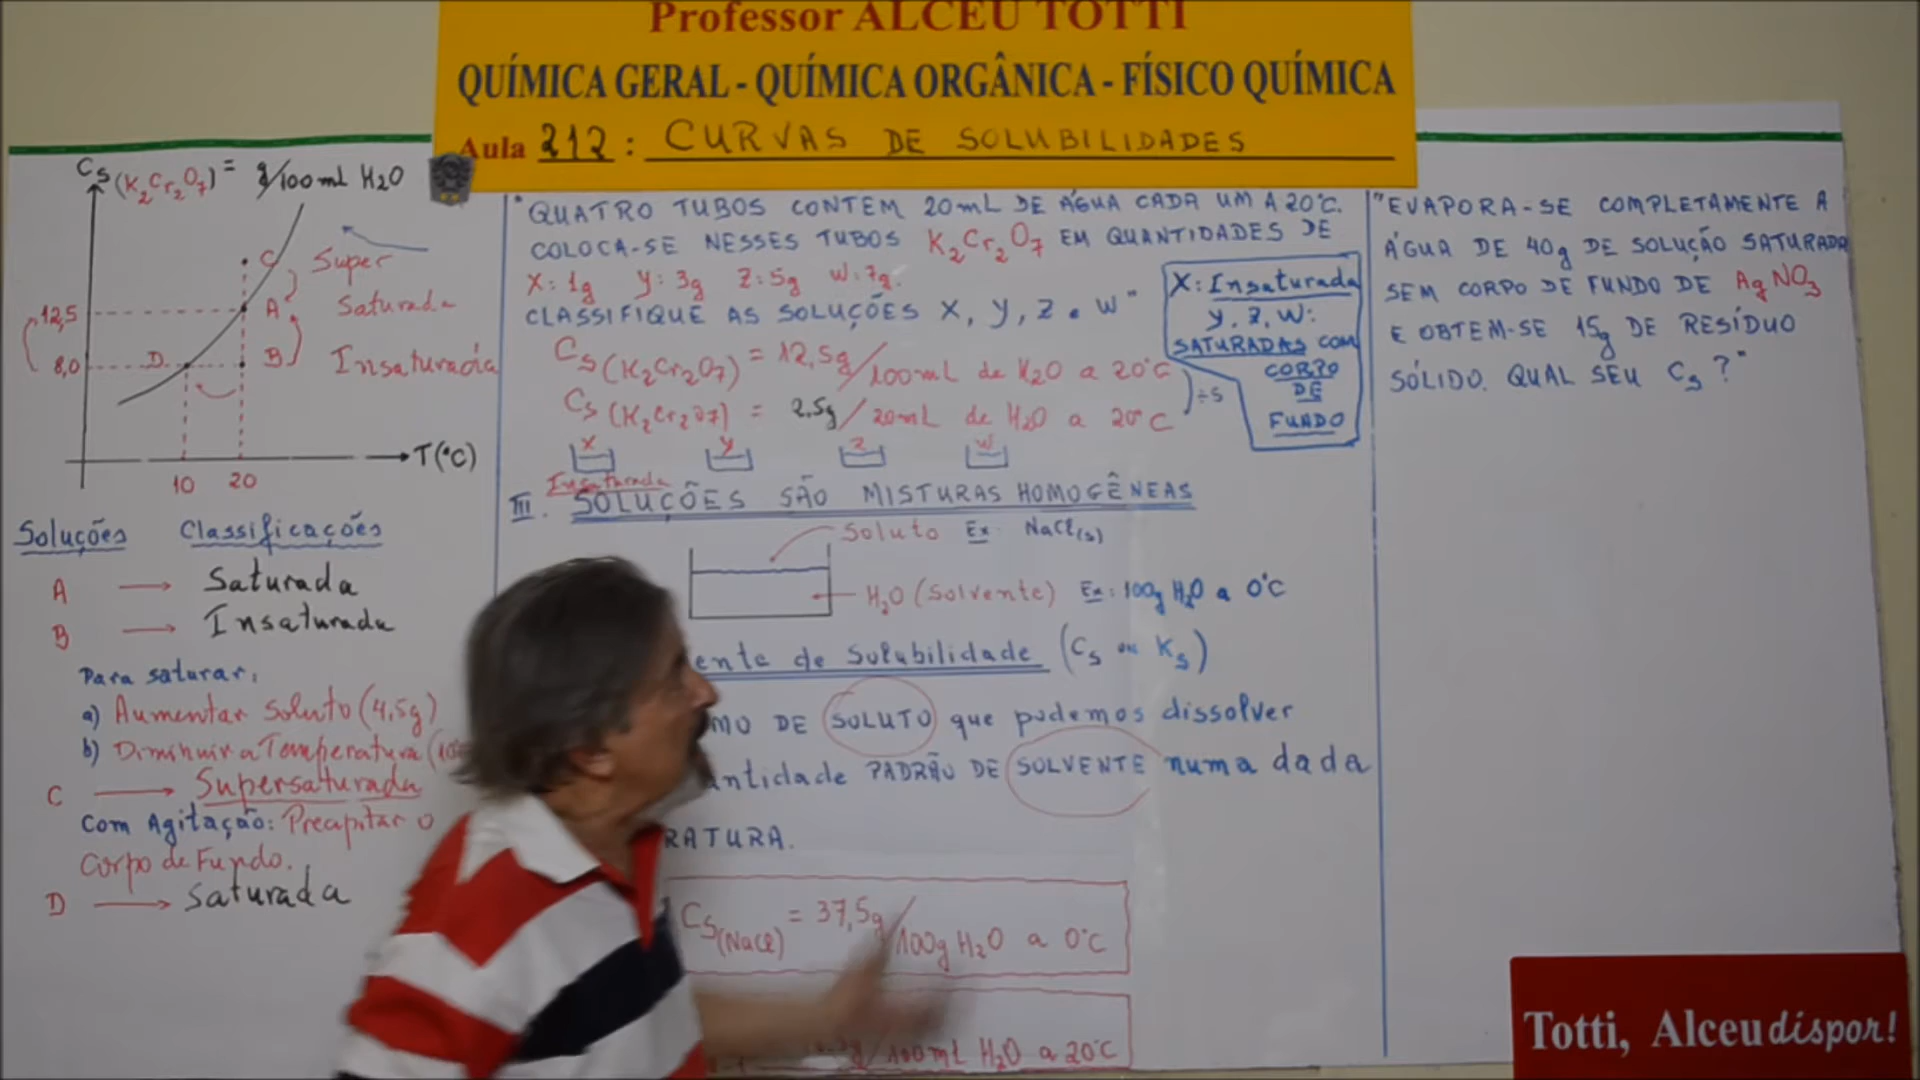 Professor ALCEU TOTTI
QUÍMICA GERAL - QUÍMICA ORGÂNICA - FÍSICO QUÍMICA
Aula 212: CURVAS DE SOLUBILIDADES
Cs(K2Cr2O7) = g/100ml H2O
C
Super
Saturada
12,5
A
8,0
D
B
Insaturada
T(°C)
10 20
Soluções Classificações
A → Saturada
B → Insaturada
Para saturar:
a) Aumentar soluto (4,5g)
b) Diminuir a Temperatura
C → Supersaturada
Com Agitação: Precipitar o
Corpo de Fundo.
D → Saturada
"QUATRO TUBOS CONTEM 20mL DE ÁGUA CADA UM A 20°C.
COLOCA-SE NESSES TUBOS K2Cr2O7 EM QUANTIDADES DE
X: 1g Y: 3g Z: 5g W: 7g.
CLASSIFIQUE AS SOLUÇÕES X, Y, Z e W"
X: Insaturada
Y, Z, W:
SATURADAS COM
CORPO
DE
FUNDO
Cs(K2Cr2O7) = 12,5g/100mL de H2O a 20°C
Cs(K2Cr2O7) = 2,5g/20mL de H2O a 20°C
÷5
X Y Z W
Insaturada
III. SOLUÇÕES SÃO MISTURAS HOMOGÊNEAS
Soluto Ex: NaCl(s)
H2O (Solvente) Ex: 100g H2O a 0°C
ente de Solubilidade (Cs ou Ks)
MO DE SOLUTO que podemos dissolver
antidade PADRÃO DE SOLVENTE numa dada
RATURA.
Cs(NaCl) = 37,5g/100g H2O a 0°C
g/100ml H2O a 20°C
"EVAPORA-SE COMPLETAMENTE A
ÁGUA DE 40g DE SOLUÇÃO SATURADA
SEM CORPO DE FUNDO DE AgNO3
E OBTEM-SE 15g DE RESÍDUO
SÓLIDO. QUAL SEU Cs?"
Totti, Alceu dispor!